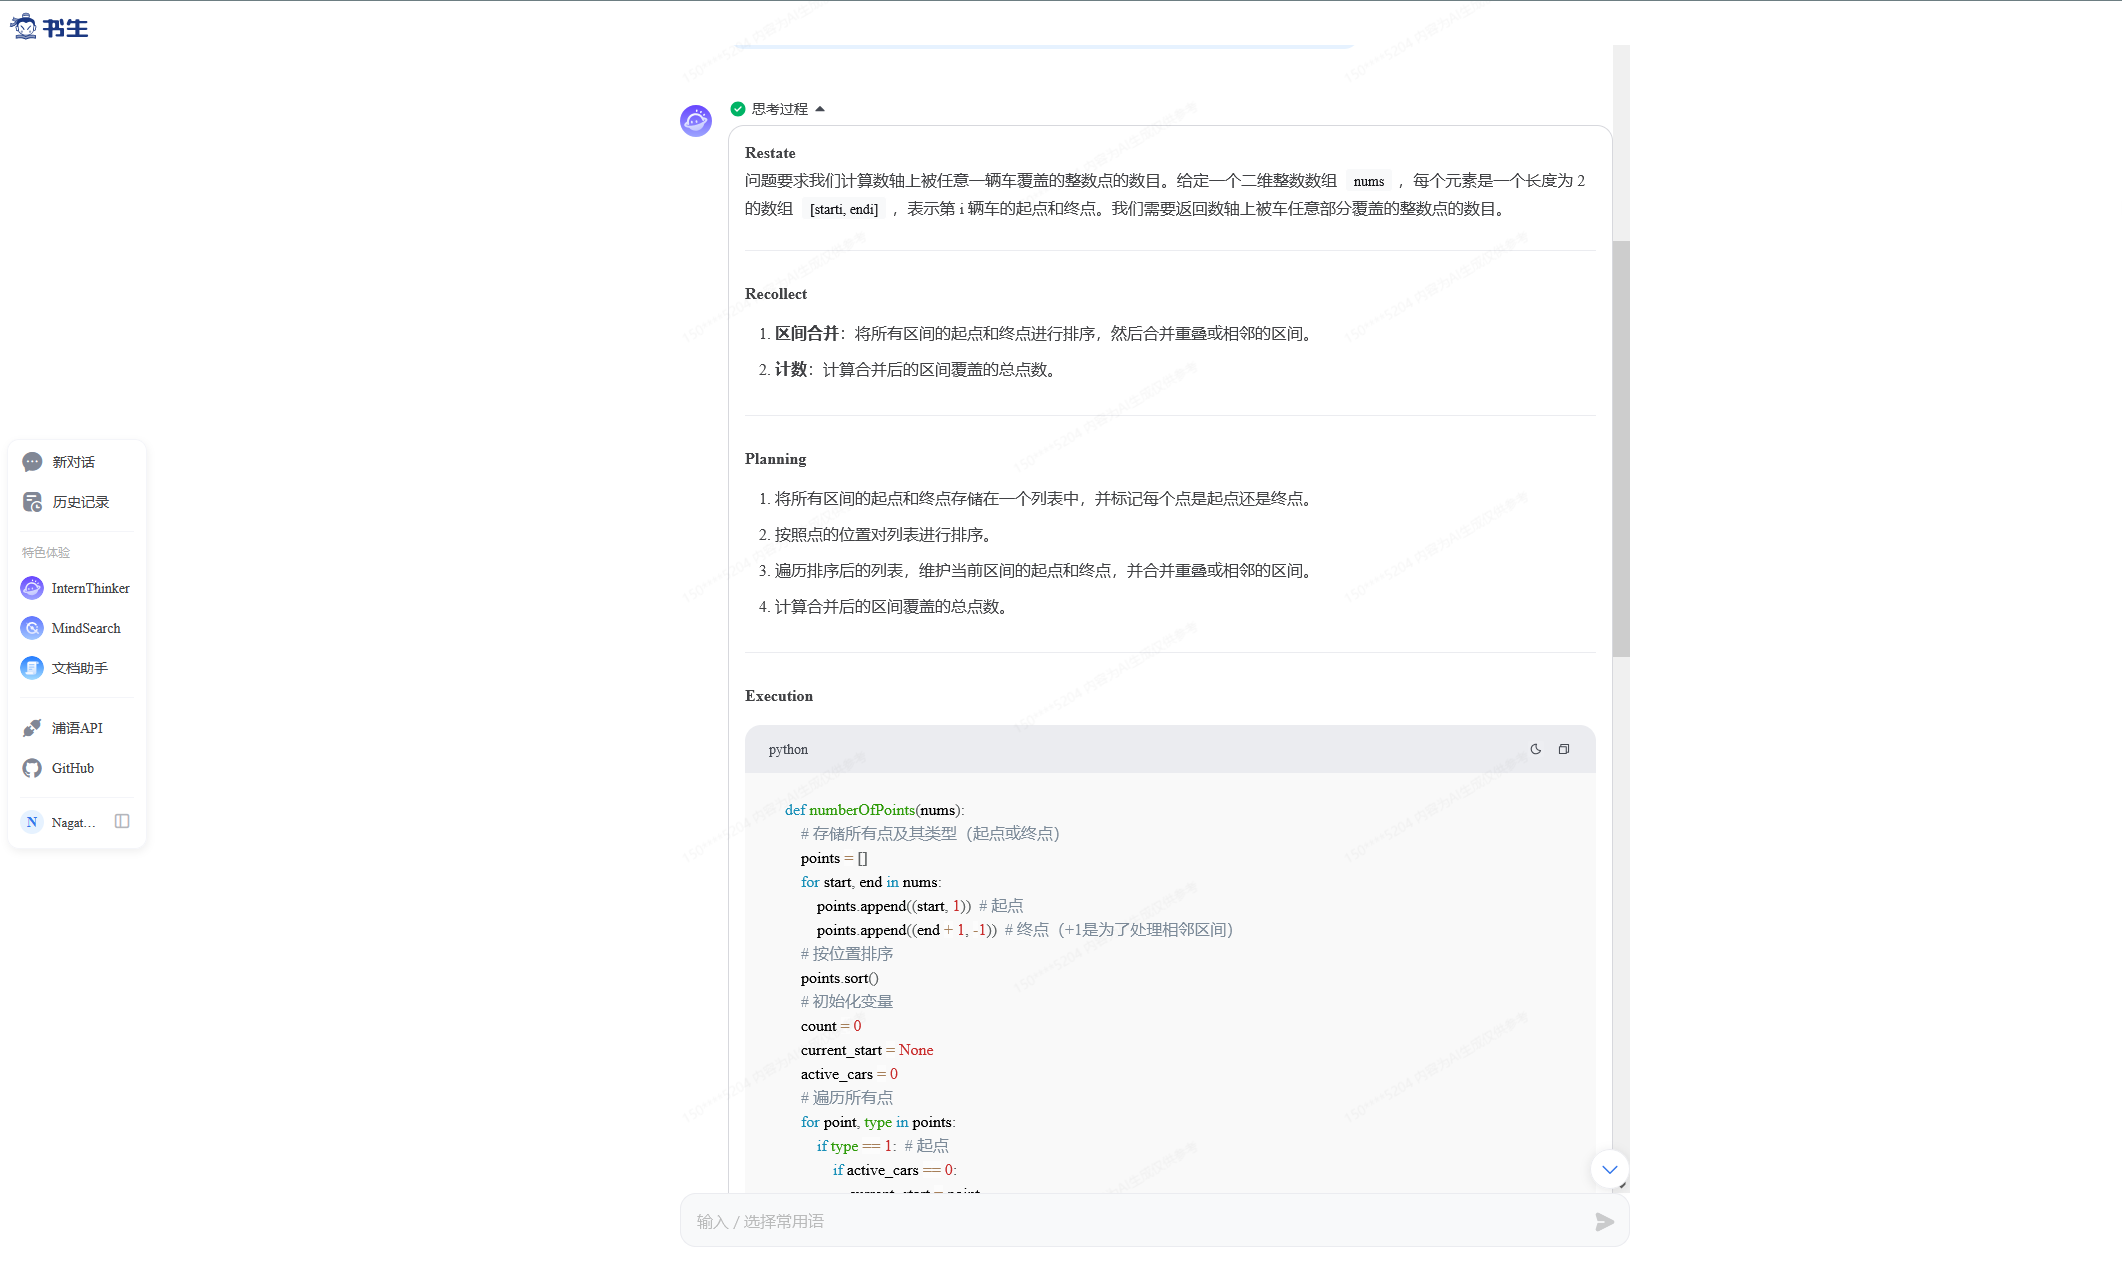 书生
思考过程
Restate
问题要求我们计算数轴上被任意一辆车覆盖的整数点的数目。给定一个二维整数数组 nums ，每个元素是一个长度为 2
的数组 [starti, endi] ，表示第 i 辆车的起点和终点。我们需要返回数轴上被车任意部分覆盖的整数点的数目。
Recollect
1. 区间合并：将所有区间的起点和终点进行排序，然后合并重叠或相邻的区间。
2. 计数：计算合并后的区间覆盖的总点数。
Planning
1. 将所有区间的起点和终点存储在一个列表中，并标记每个点是起点还是终点。
2. 按照点的位置对列表进行排序。
3. 遍历排序后的列表，维护当前区间的起点和终点，并合并重叠或相邻的区间。
4. 计算合并后的区间覆盖的总点数。
Execution
python
def numberOfPoints(nums):
# 存储所有点及其类型（起点或终点）
points = []
for start, end in nums:
points.append((start, 1)) # 起点
points.append((end + 1, -1)) # 终点（+1是为了处理相邻区间）
# 按位置排序
points.sort()
# 初始化变量
count = 0
current_start = None
active_cars = 0
# 遍历所有点
for point, type in points:
if type == 1: # 起点
if active_cars == 0:
current_start = point
输入 / 选择常用语
新对话
历史记录
特色体验
InternThinker
MindSearch
文档助手
浦语API
GitHub
N Nagat...
150****5204 内容为AI生成仅供参考